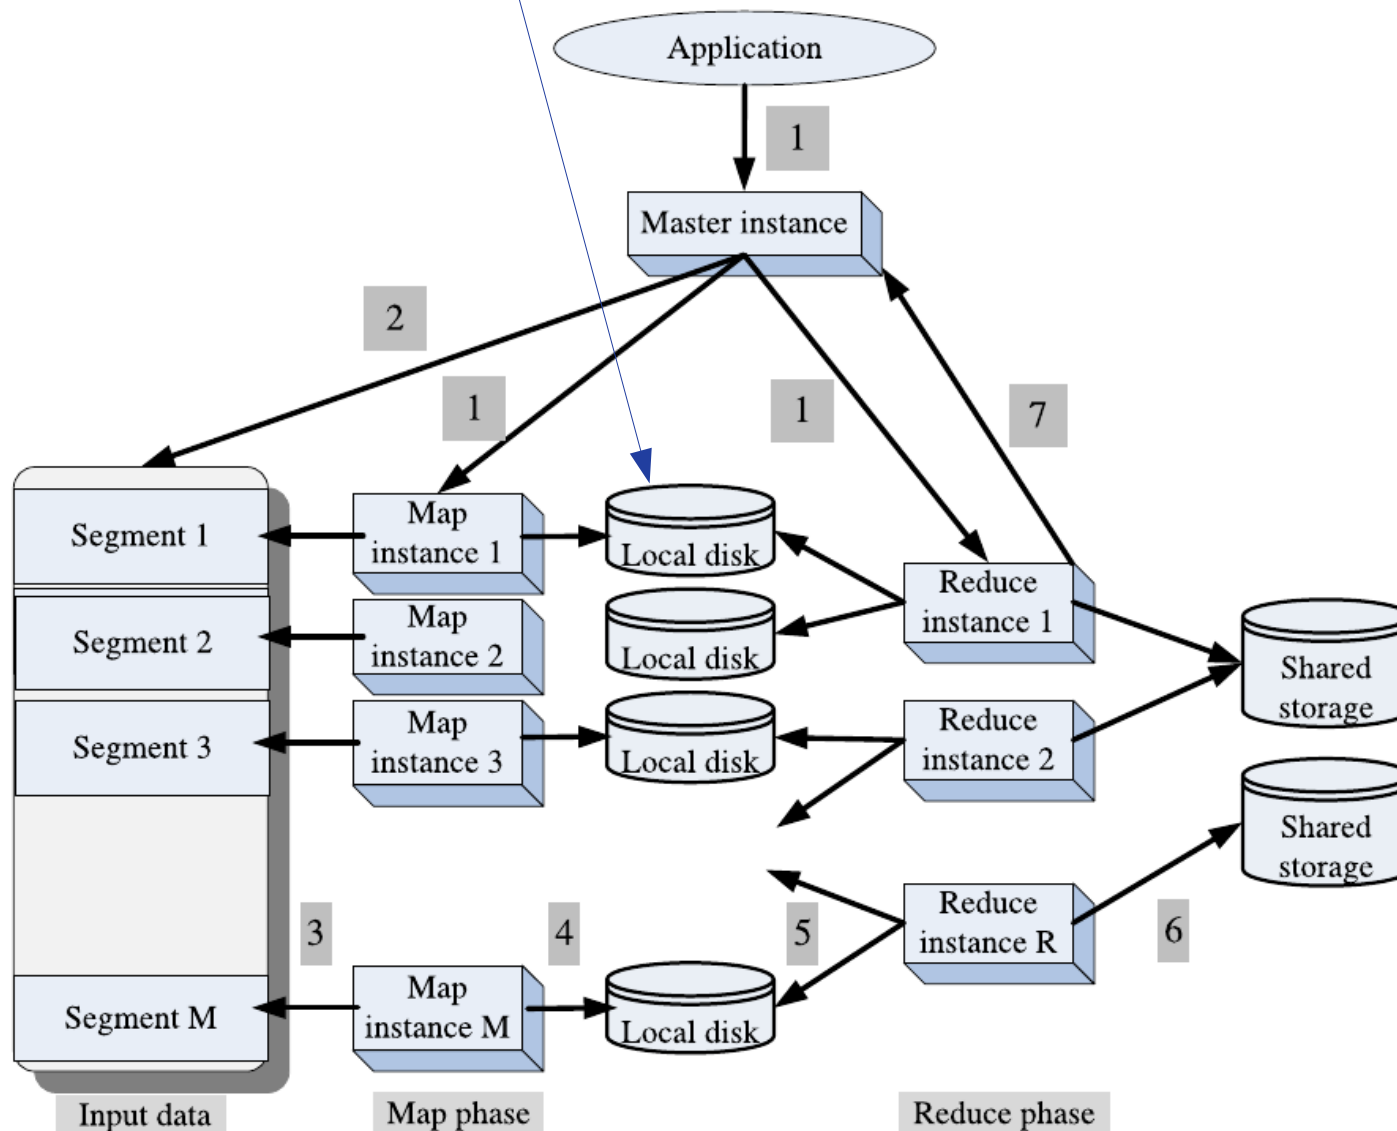 Application
1
Master instance
2
1
1
7
Segment 1
Map
instance 1
Local disk
Reduce
instance 1
Segment 2
Map
instance 2
Local disk
Shared
storage
Segment 3
Map
instance 3
Local disk
Reduce
instance 2
Shared
storage
3
4
5
Reduce
instance R
6
Segment M
Map
instance M
Local disk
Input data
Map phase
Reduce phase